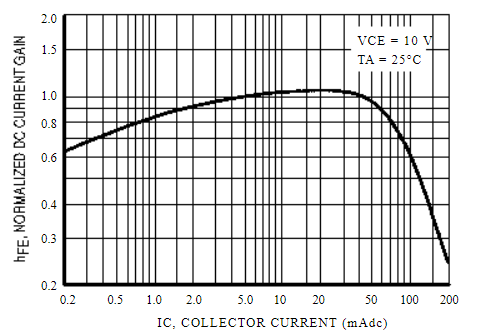 hFE, NORMALIZED DC CURRENT GAIN
2.0
1.5
1.0
0.8
0.6
0.4
0.3
0.2
VCE = 10 V
TA = 25°C
0.2 0.5 1.0 2.0 5.0 10 20 50 100 200
IC, COLLECTOR CURRENT (mAdc)